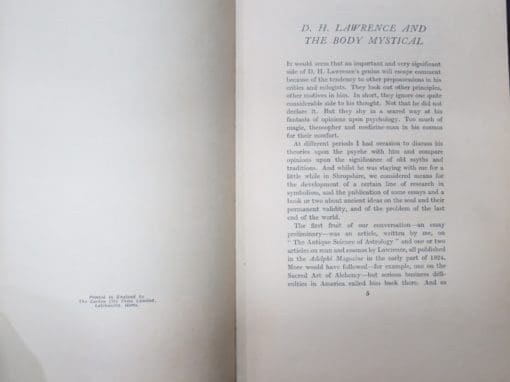 Printed in England by
The Garden City Press Limited,
Letchworth, Herts.
D. H. LAWRENCE AND
THE BODY MYSTICAL
It would seem that an important and very significant
side of D. H. Lawrence's genius will escape comment
because of the tendency to other prepossessions in his
critics and eulogists. They look out other principles,
other motives in him. In short, they ignore one quite
considerable side to his thought. Not that he did not
declare it. But they shy in a scared way at his
fantasia of opinions upon psychology. Too much of
magic, theosopher and medicine-man in his cosmos
for their comfort.
At different periods I had occasion to discuss his
theories upon the psyche with him and compare
opinions upon the significance of old myths and
traditions. And whilst he was staying with me for a
little while in Shropshire, we considered means for
the development of a certain line of research in
symbolism, and the publication of some essays and a
book or two about ancient ideas on the soul and their
permanent validity, and of the problem of the last
end of the world.
The first fruit of our conversation—an essay
preliminary—was an article, written by me, on
" The Antique Science of Astrology " and one or two
articles on man and cosmos by Lawrence, all published
in the Adelphi Magazine in the early part of 1924.
More would have followed—for example, one on the
Sacred Art of Alchemy—but serious business dif-
ficulties in America called him back there. And so
5